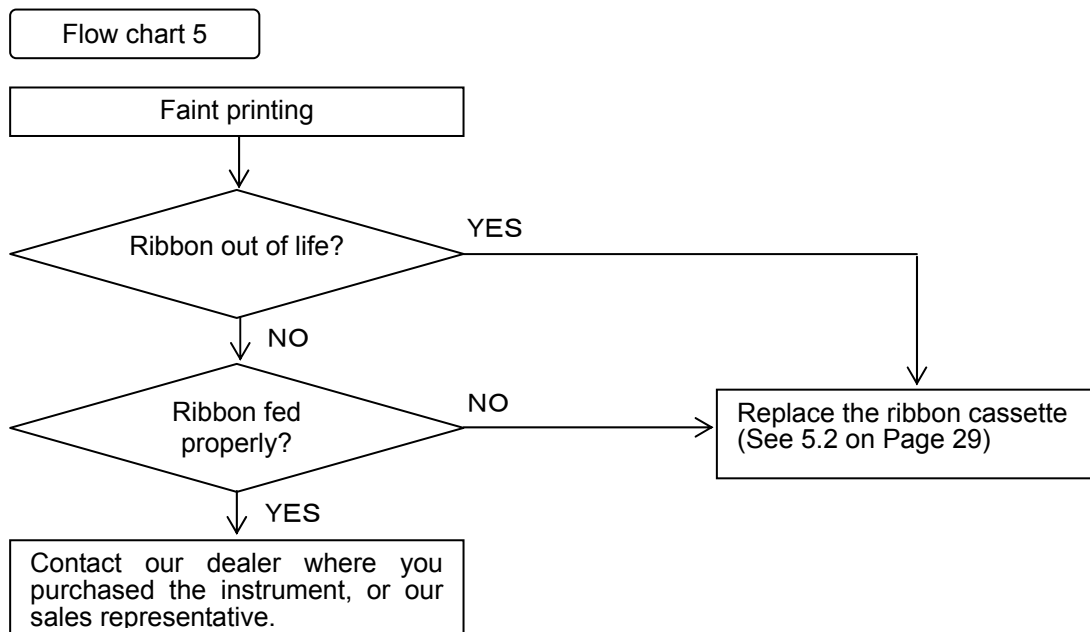 Flow chart 5
Faint printing
Ribbon out of life?
YES
NO
Ribbon fed
properly?
NO
Replace the ribbon cassette
(See 5.2 on Page 29)
YES
Contact our dealer where you
purchased the instrument, or our
sales representative.